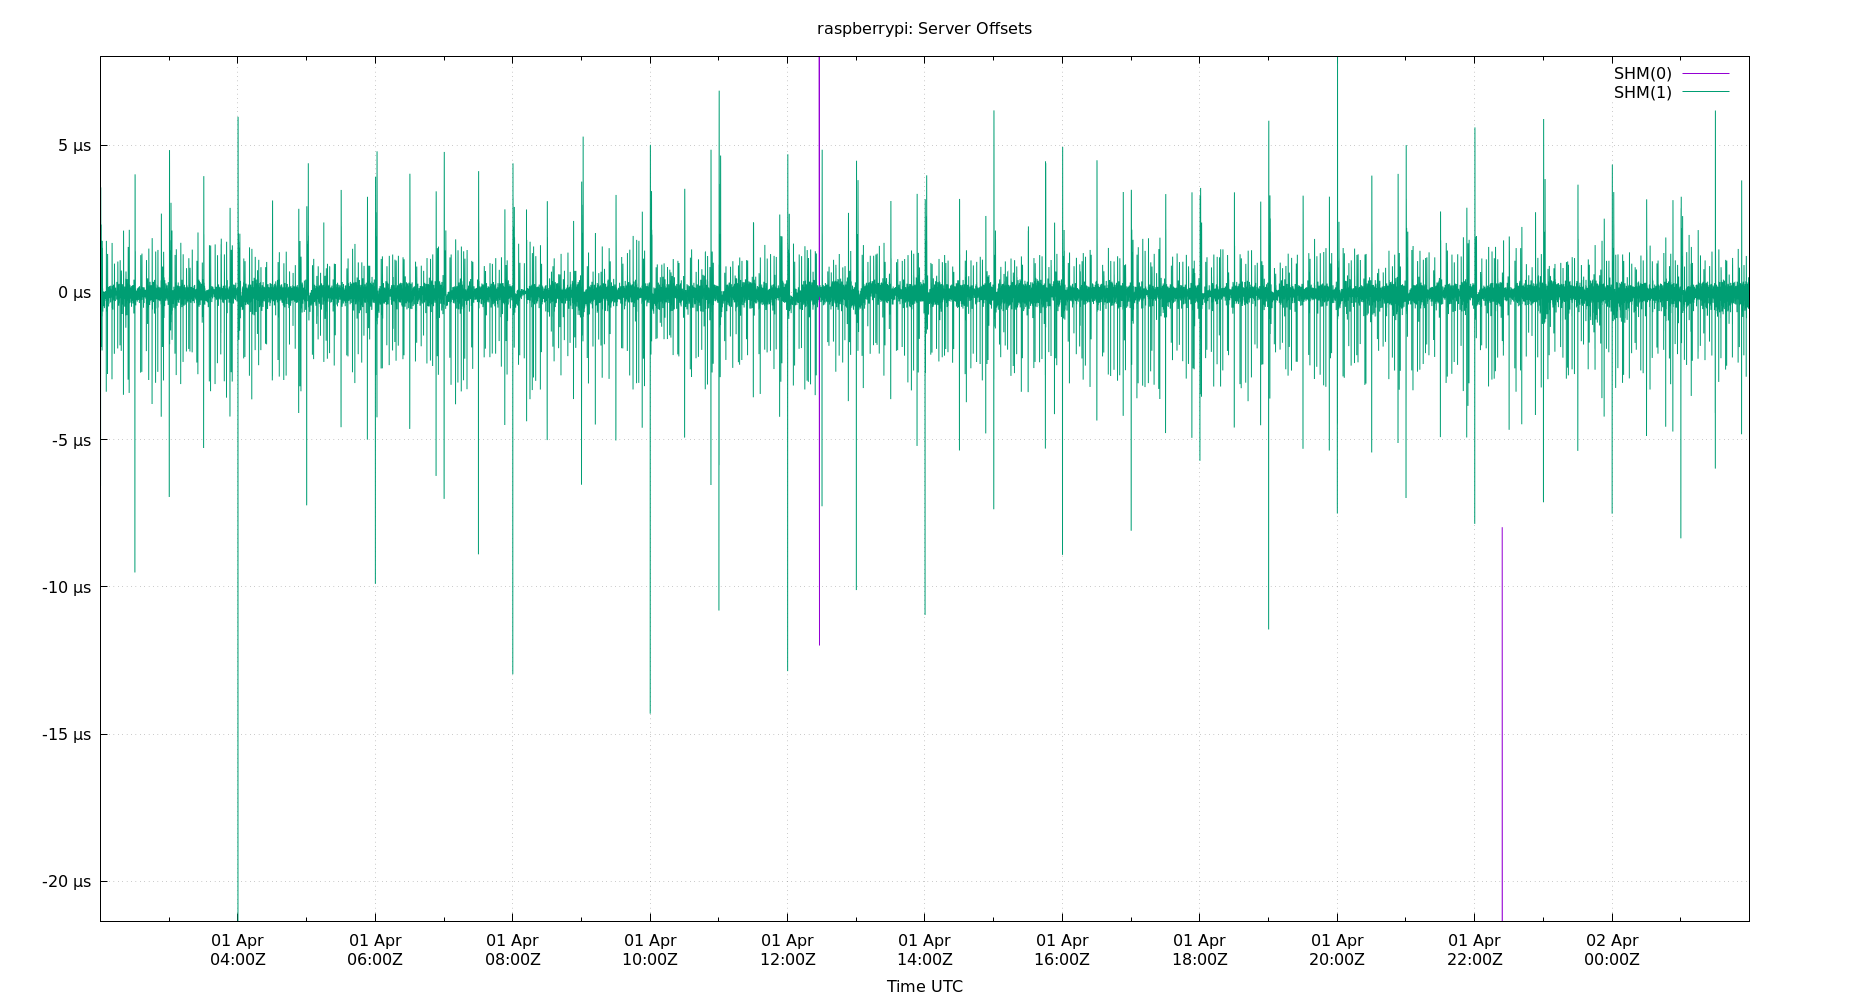 raspberrypi: Server Offsets
SHM(0)
SHM(1)
5 µs
0 µs
-5 µs
-10 µs
-15 µs
-20 µs
01 Apr 01 Apr 01 Apr 01 Apr 01 Apr 01 Apr 01 Apr 01 Apr 01 Apr 01 Apr 02 Apr
04:00Z 06:00Z 08:00Z 10:00Z 12:00Z 14:00Z 16:00Z 18:00Z 20:00Z 22:00Z 00:00Z
Time UTC